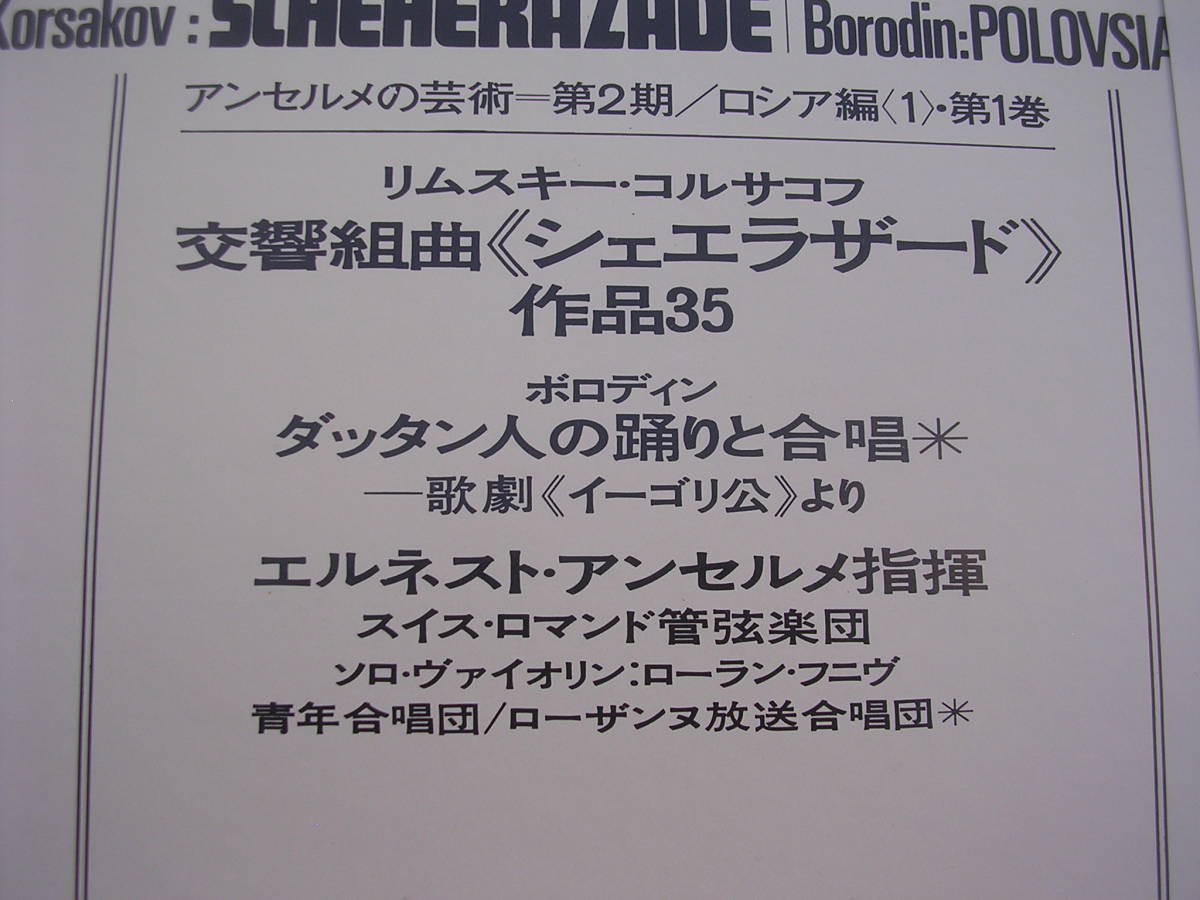 Korsakov : SCHEHERAZADE | Borodin:POLOVSIA
アンセルメの芸術=第2期/ロシア編〈1〉・第1巻
リムスキー・コルサコフ
交響組曲《シェエラザード》
作品35
ボロディン
ダッタン人の踊りと合唱＊
—歌劇《イーゴリ公》より
エルネスト・アンセルメ指揮
スイス・ロマンド管弦楽団
ソロ・ヴァイオリン：ローラン・フニヴ
青年合唱団/ローザンヌ放送合唱団＊